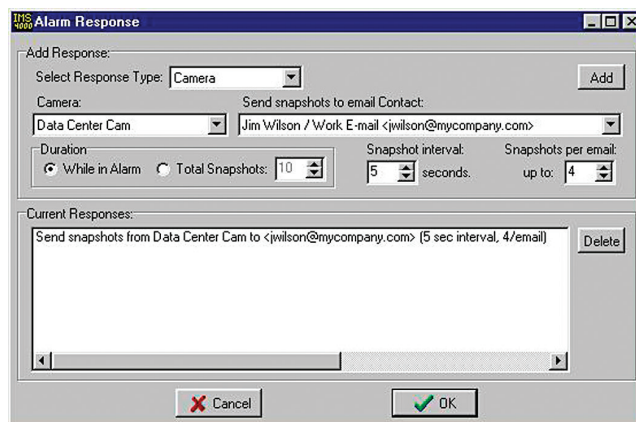 IMS 4000 Alarm Response
Add Response:
Select Response Type: Camera
Add
Camera: Send snapshots to email Contact:
Data Center Cam Jim Wilson / Work E-mail <jwilson@mycompany.com>
Duration Snapshot interval: Snapshots per email:
While in Alarm Total Snapshots: 10 5 seconds. up to: 4
Current Responses:
Send snapshots from Data Center Cam to <jwilson@mycompany.com> (5 sec interval, 4/email)
Delete
Cancel OK